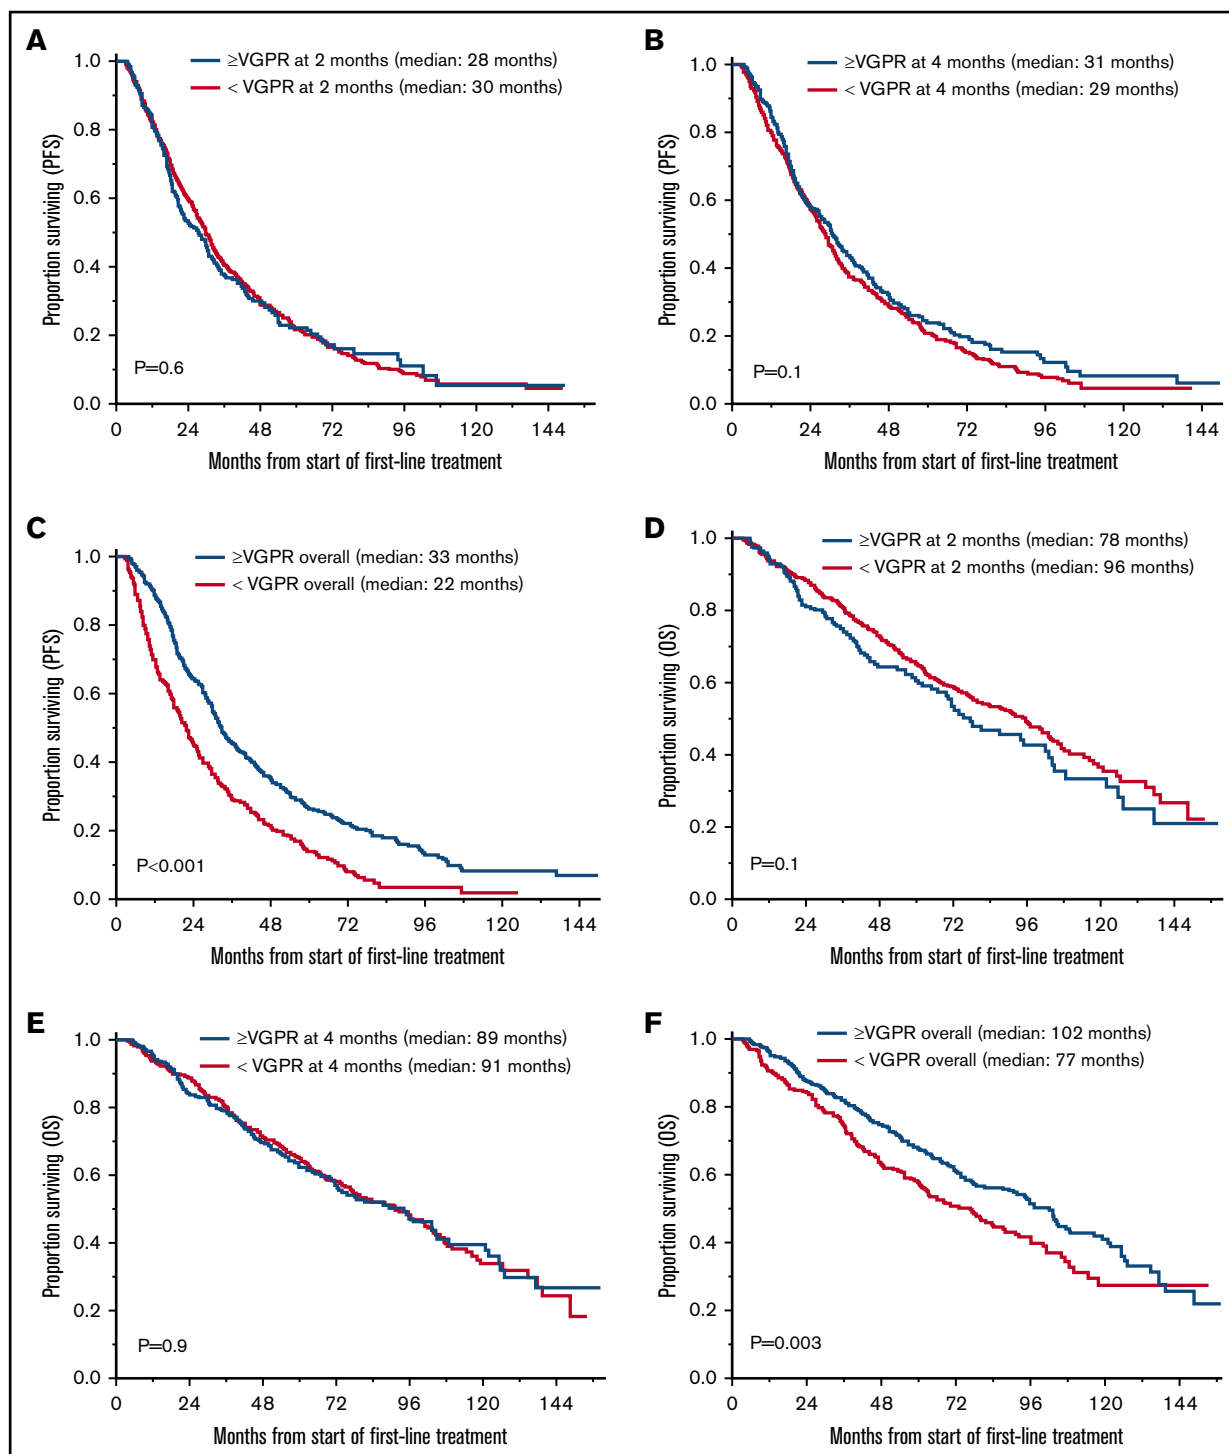 A
≥VGPR at 2 months (median: 28 months)
< VGPR at 2 months (median: 30 months)
Proportion surviving (PFS)
1.0
0.8
0.6
0.4
0.2
0.0
P=0.6
0 24 48 72 96 120 144
Months from start of first-line treatment
B
≥VGPR at 4 months (median: 31 months)
< VGPR at 4 months (median: 29 months)
Proportion surviving (PFS)
1.0
0.8
0.6
0.4
0.2
0.0
P=0.1
0 24 48 72 96 120 144
Months from start of first-line treatment
C
≥VGPR overall (median: 33 months)
< VGPR overall (median: 22 months)
Proportion surviving (PFS)
1.0
0.8
0.6
0.4
0.2
0.0
P<0.001
0 24 48 72 96 120 144
Months from start of first-line treatment
D
≥VGPR at 2 months (median: 78 months)
< VGPR at 2 months (median: 96 months)
Proportion surviving (OS)
1.0
0.8
0.6
0.4
0.2
0.0
P=0.1
0 24 48 72 96 120 144
Months from start of first-line treatment
E
≥VGPR at 4 months (median: 89 months)
< VGPR at 4 months (median: 91 months)
Proportion surviving (OS)
1.0
0.8
0.6
0.4
0.2
0.0
P=0.9
0 24 48 72 96 120 144
Months from start of first-line treatment
F
≥VGPR overall (median: 102 months)
< VGPR overall (median: 77 months)
Proportion surviving (OS)
1.0
0.8
0.6
0.4
0.2
0.0
P=0.003
0 24 48 72 96 120 144
Months from start of first-line treatment